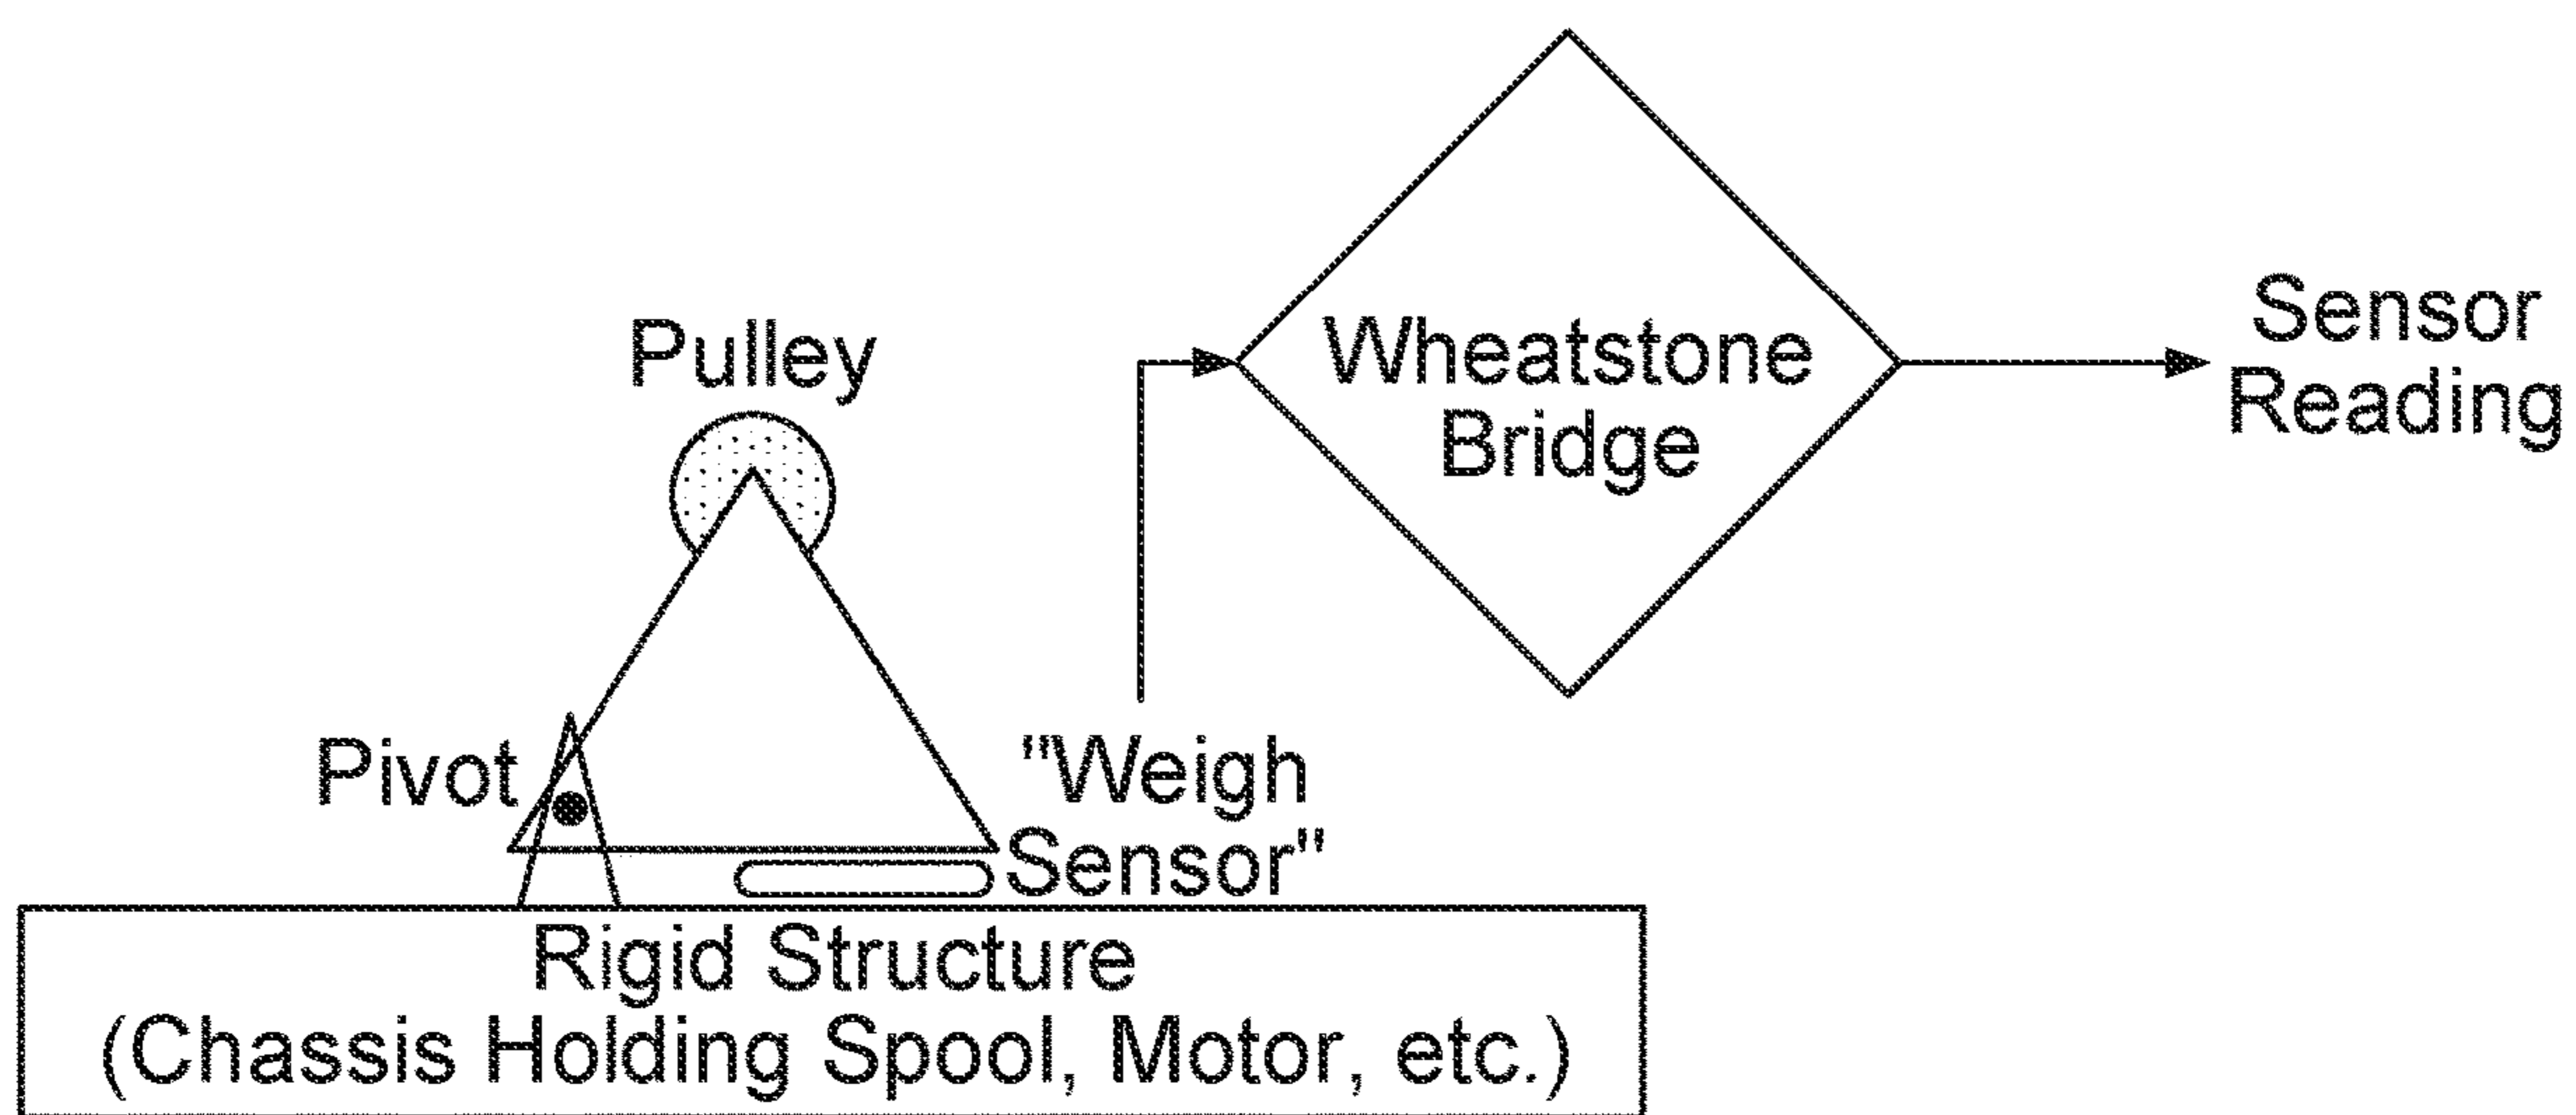 Pulley
Wheatstone
Bridge
Sensor
Reading
Pivot
"Weigh
Sensor"
Rigid Structure
(Chassis Holding Spool, Motor, etc.)